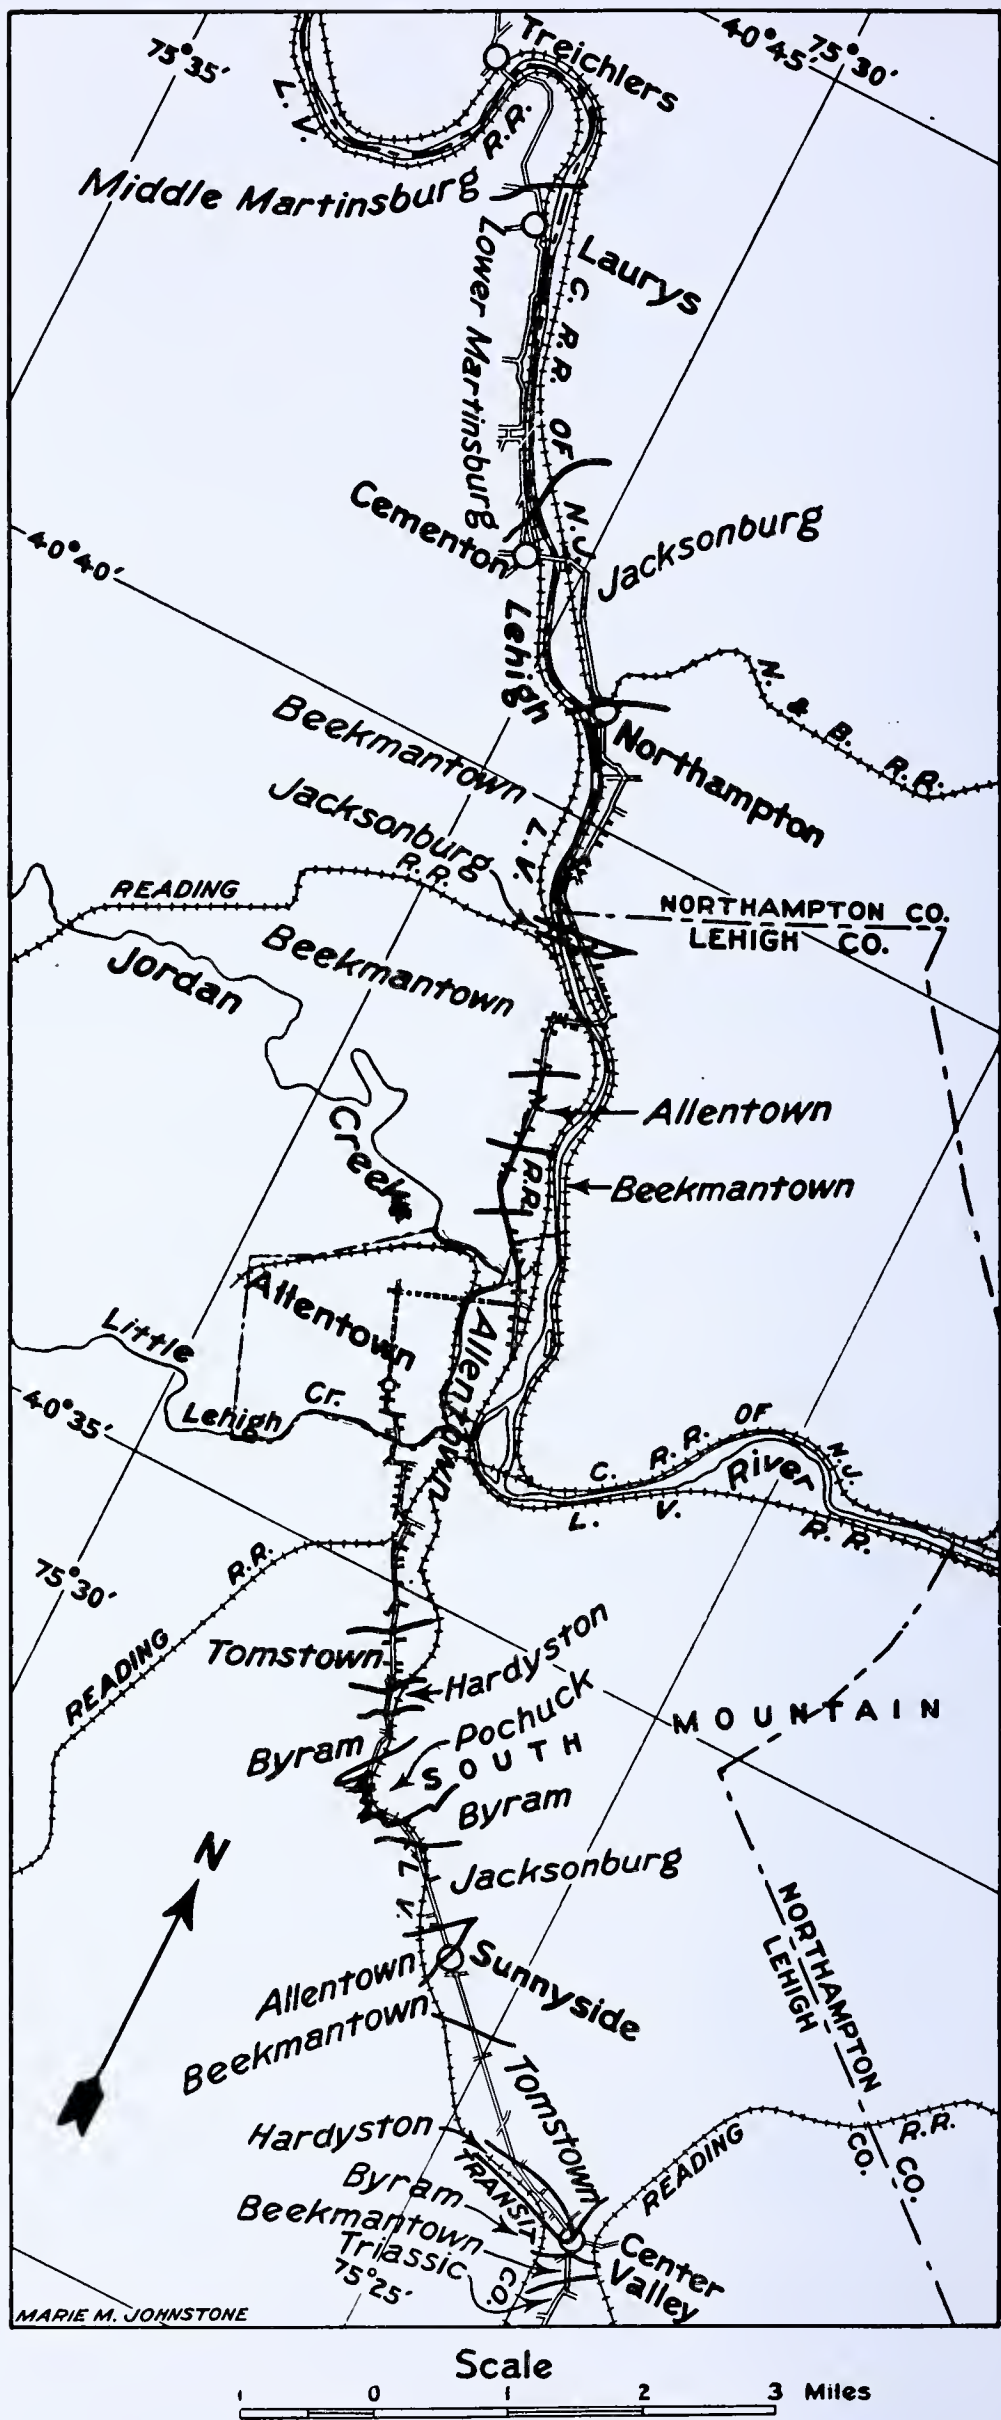 75°35′
Treichlers
40°45′
75°30′
L. V.
R.R.
Middle Martinsburg
Lower Martinsburg
Laurys
C. R.R. OF N.J.
Cementon
Jacksonburg
40°40′
Lehigh
Beekmantown
N. & B. R.R.
Northampton
Jacksonburg
L. V.
READING
R.R.
NORTHAMPTON CO.
LEHIGH CO.
Beekmantown
Jordan
Creek
Allentown
R.R.
Beekmantown
Allentown
Allentown
Little
Lehigh
Cr.
40°35′
C. R. R. OF N.J.
River
L. V. R. R.
75°30′
READING
R.R.
Tomstown
Hardyston
MOUNTAIN
Pochuck
Byram
SOUTH
Byram
Jacksonburg
L V.
N
Sunnyside
Allentown
Beekmantown
NORTHAMPTON CO.
LEHIGH CO.
Tomstown
Hardyston
TRANSIT CO.
READING
R.R.
Byram
Beekmantown
Triassic
Center
Valley
75°25′
MARIE M. JOHNSTONE
Scale
1 0 1 2 3 Miles